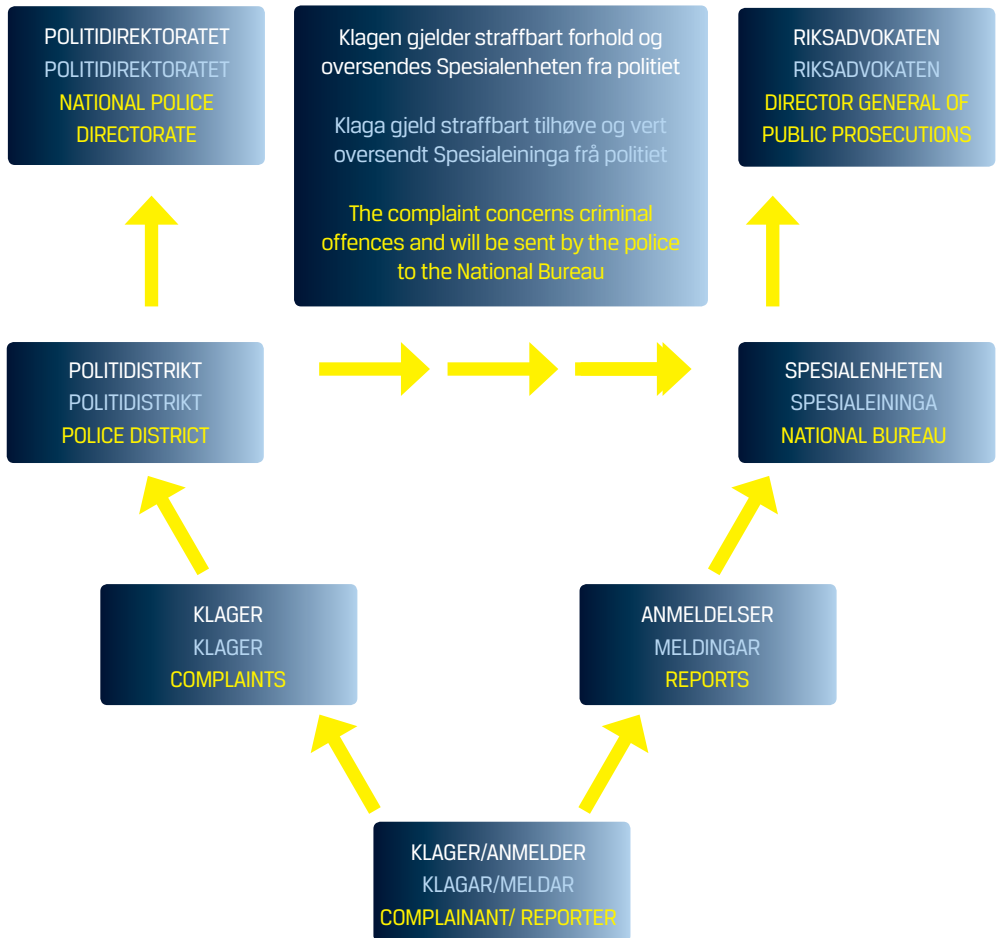 POLITIDIREKTORATET
POLITIDIREKTORATET
NATIONAL POLICE
DIRECTORATE
Klagen gjelder straffbart forhold og
oversendes Spesialenheten fra politiet
Klaga gjeld straffbart tilhøve og vert
oversendt Spesialeininga frå politiet
The complaint concerns criminal
offences and will be sent by the police
to the National Bureau
RIKSADVOKATEN
RIKSADVOKATEN
DIRECTOR GENERAL OF
PUBLIC PROSECUTIONS
POLITIDISTRIKT
POLITIDISTRIKT
POLICE DISTRICT
SPESIALENHETEN
SPESIALEININGA
NATIONAL BUREAU
KLAGER
KLAGER
COMPLAINTS
ANMELDELSER
MELDINGAR
REPORTS
KLAGER/ANMELDER
KLAGAR/MELDAR
COMPLAINANT/ REPORTER